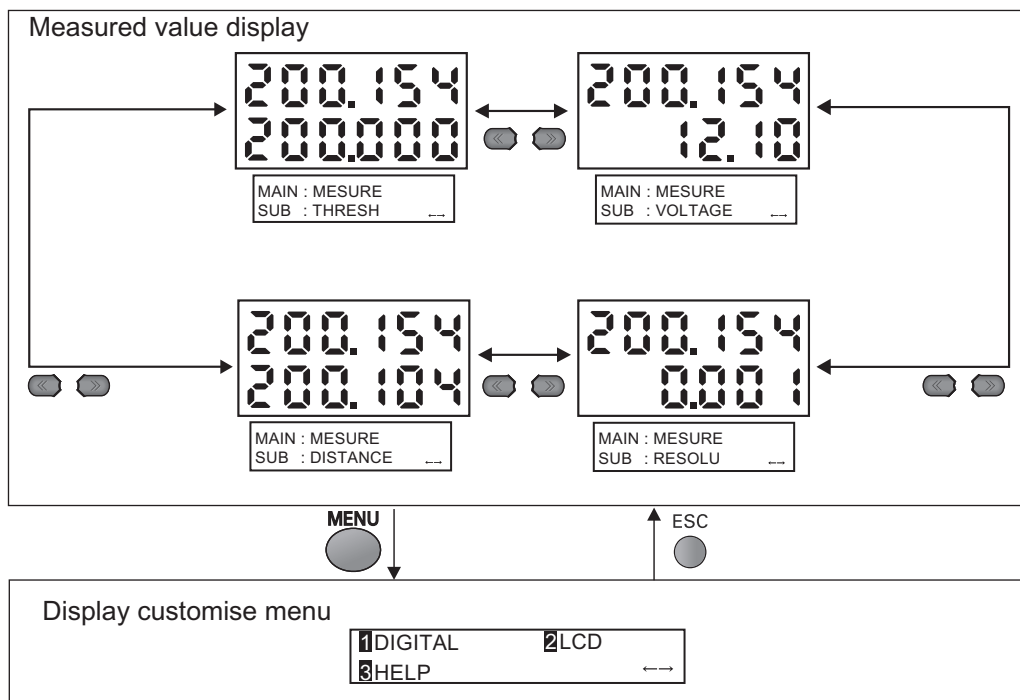 Measured value display
200.154
200.000
200.154
12.10
MAIN : MESURE
SUB : THRESH ←→
MAIN : MESURE
SUB : VOLTAGE ←→
200.154
200.104
200.154
0.001
MAIN : MESURE
SUB : DISTANCE ←→
MAIN : MESURE
SUB : RESOLU ←→
MENU
ESC
Display customise menu
1DIGITAL 2LCD
3HELP ←→